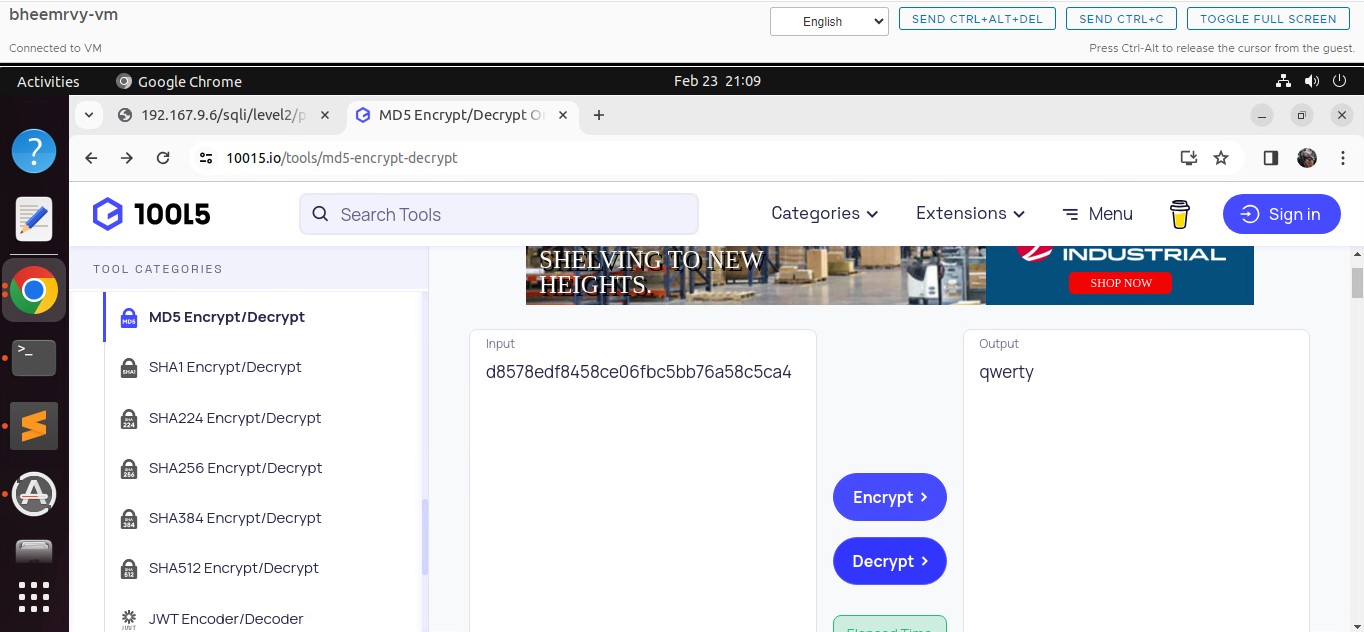 bheemrvy-vm
English
SEND CTRL+ALT+DEL
SEND CTRL+C
TOGGLE FULL SCREEN
Connected to VM
Press Ctrl-Alt to release the cursor from the guest.
Activities
Google Chrome
Feb 23 21:09
192.167.9.6/sqli/level2/p
MD5 Encrypt/Decrypt O
10015.io/tools/md5-encrypt-decrypt
10015
Search Tools
Categories
Extensions
Menu
Sign in
TOOL CATEGORIES
SHELVING TO NEW
HEIGHTS.
INDUSTRIAL
SHOP NOW
MD5 Encrypt/Decrypt
SHA1 Encrypt/Decrypt
SHA224 Encrypt/Decrypt
SHA256 Encrypt/Decrypt
SHA384 Encrypt/Decrypt
SHA512 Encrypt/Decrypt
JWT Encoder/Decoder
Input
d8578edf8458ce06fbc5bb76a58c5ca4
Encrypt
Decrypt
Elapsed Time
Output
qwerty